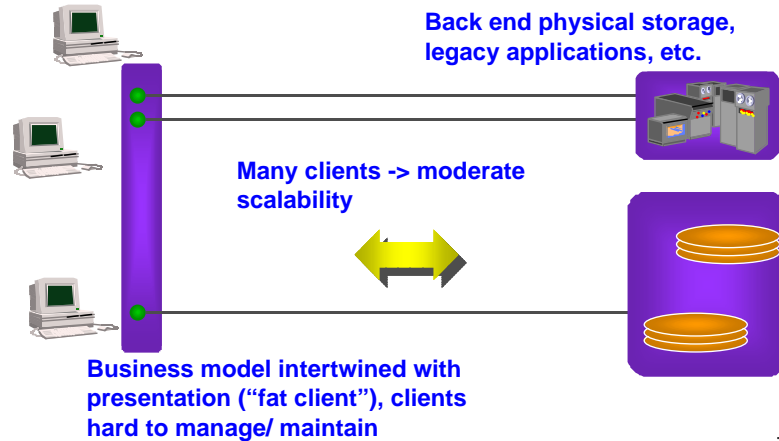 Back end physical storage,
legacy applications, etc.
Many clients -> moderate
scalability
Business model intertwined with
presentation (“fat client”), clients
hard to manage/ maintain